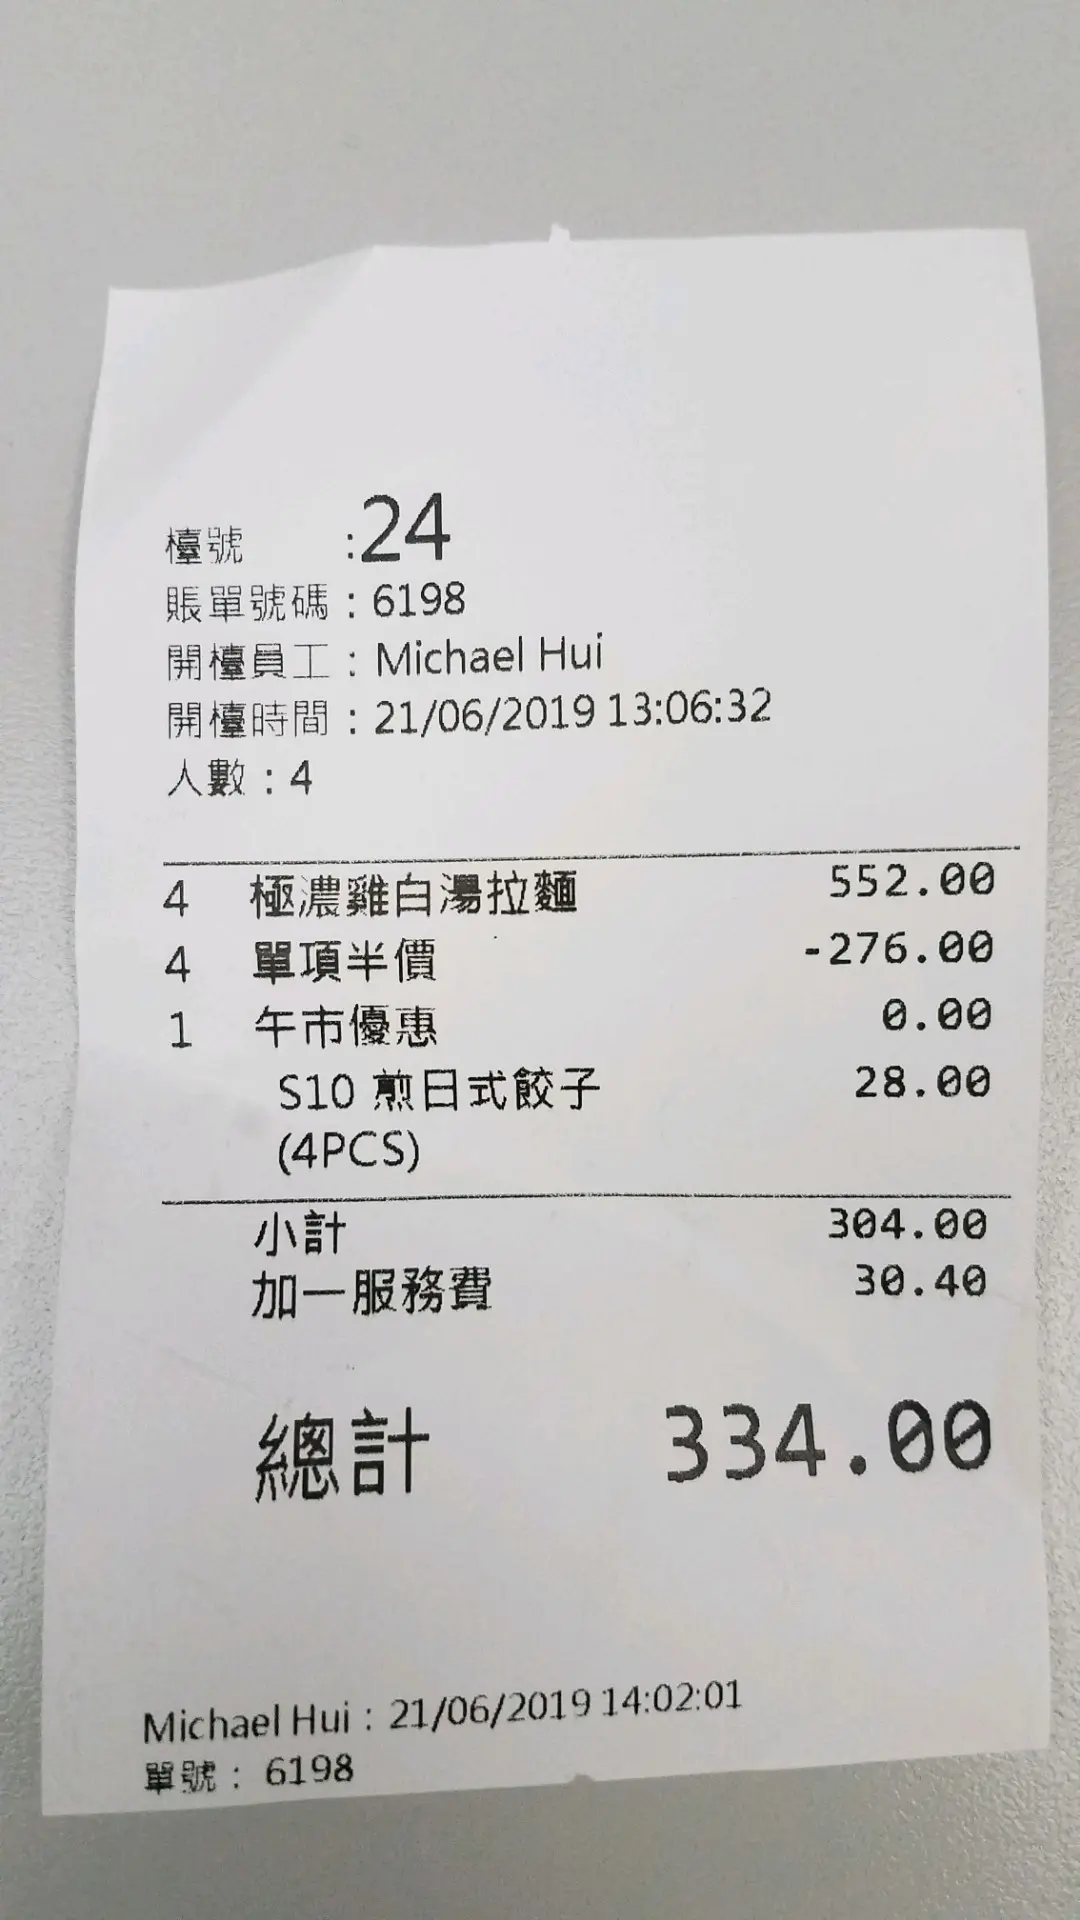 檯號 :24
賬單號碼 : 6198
開檯員工 : Michael Hui
開檯時間 : 21/06/2019 13:06:32
人數 : 4
4 極濃雞白湯拉麵 552.00
4 單項半價 -276.00
1 午市優惠 0.00
S10 煎日式餃子 28.00
(4PCS)
小計 304.00
加一服務費 30.40
總計 334.00
Michael Hui : 21/06/2019 14:02:01
單號 : 6198